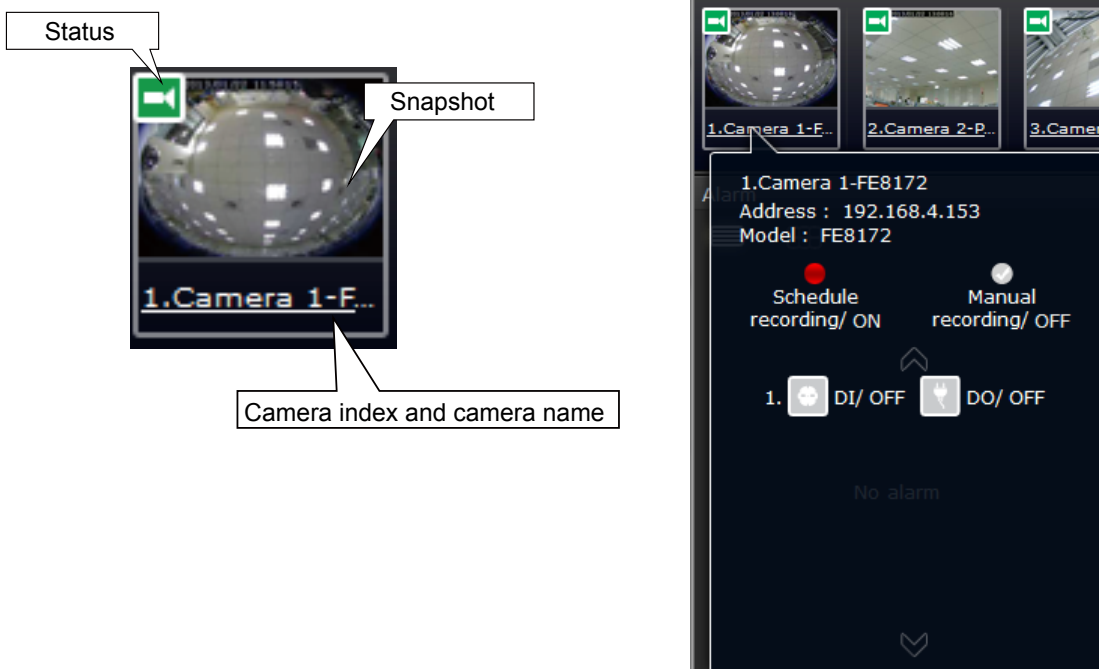 Status
Snapshot
1.Camera 1-F...
Camera index and camera name
1.Camera 1-F...
2.Camera 2-P...
3.Camer
Alarm
1.Camera 1-FE8172
Address : 192.168.4.153
Model : FE8172
Schedule
recording/ ON
Manual
recording/ OFF
1. DI/ OFF DO/ OFF
No alarm